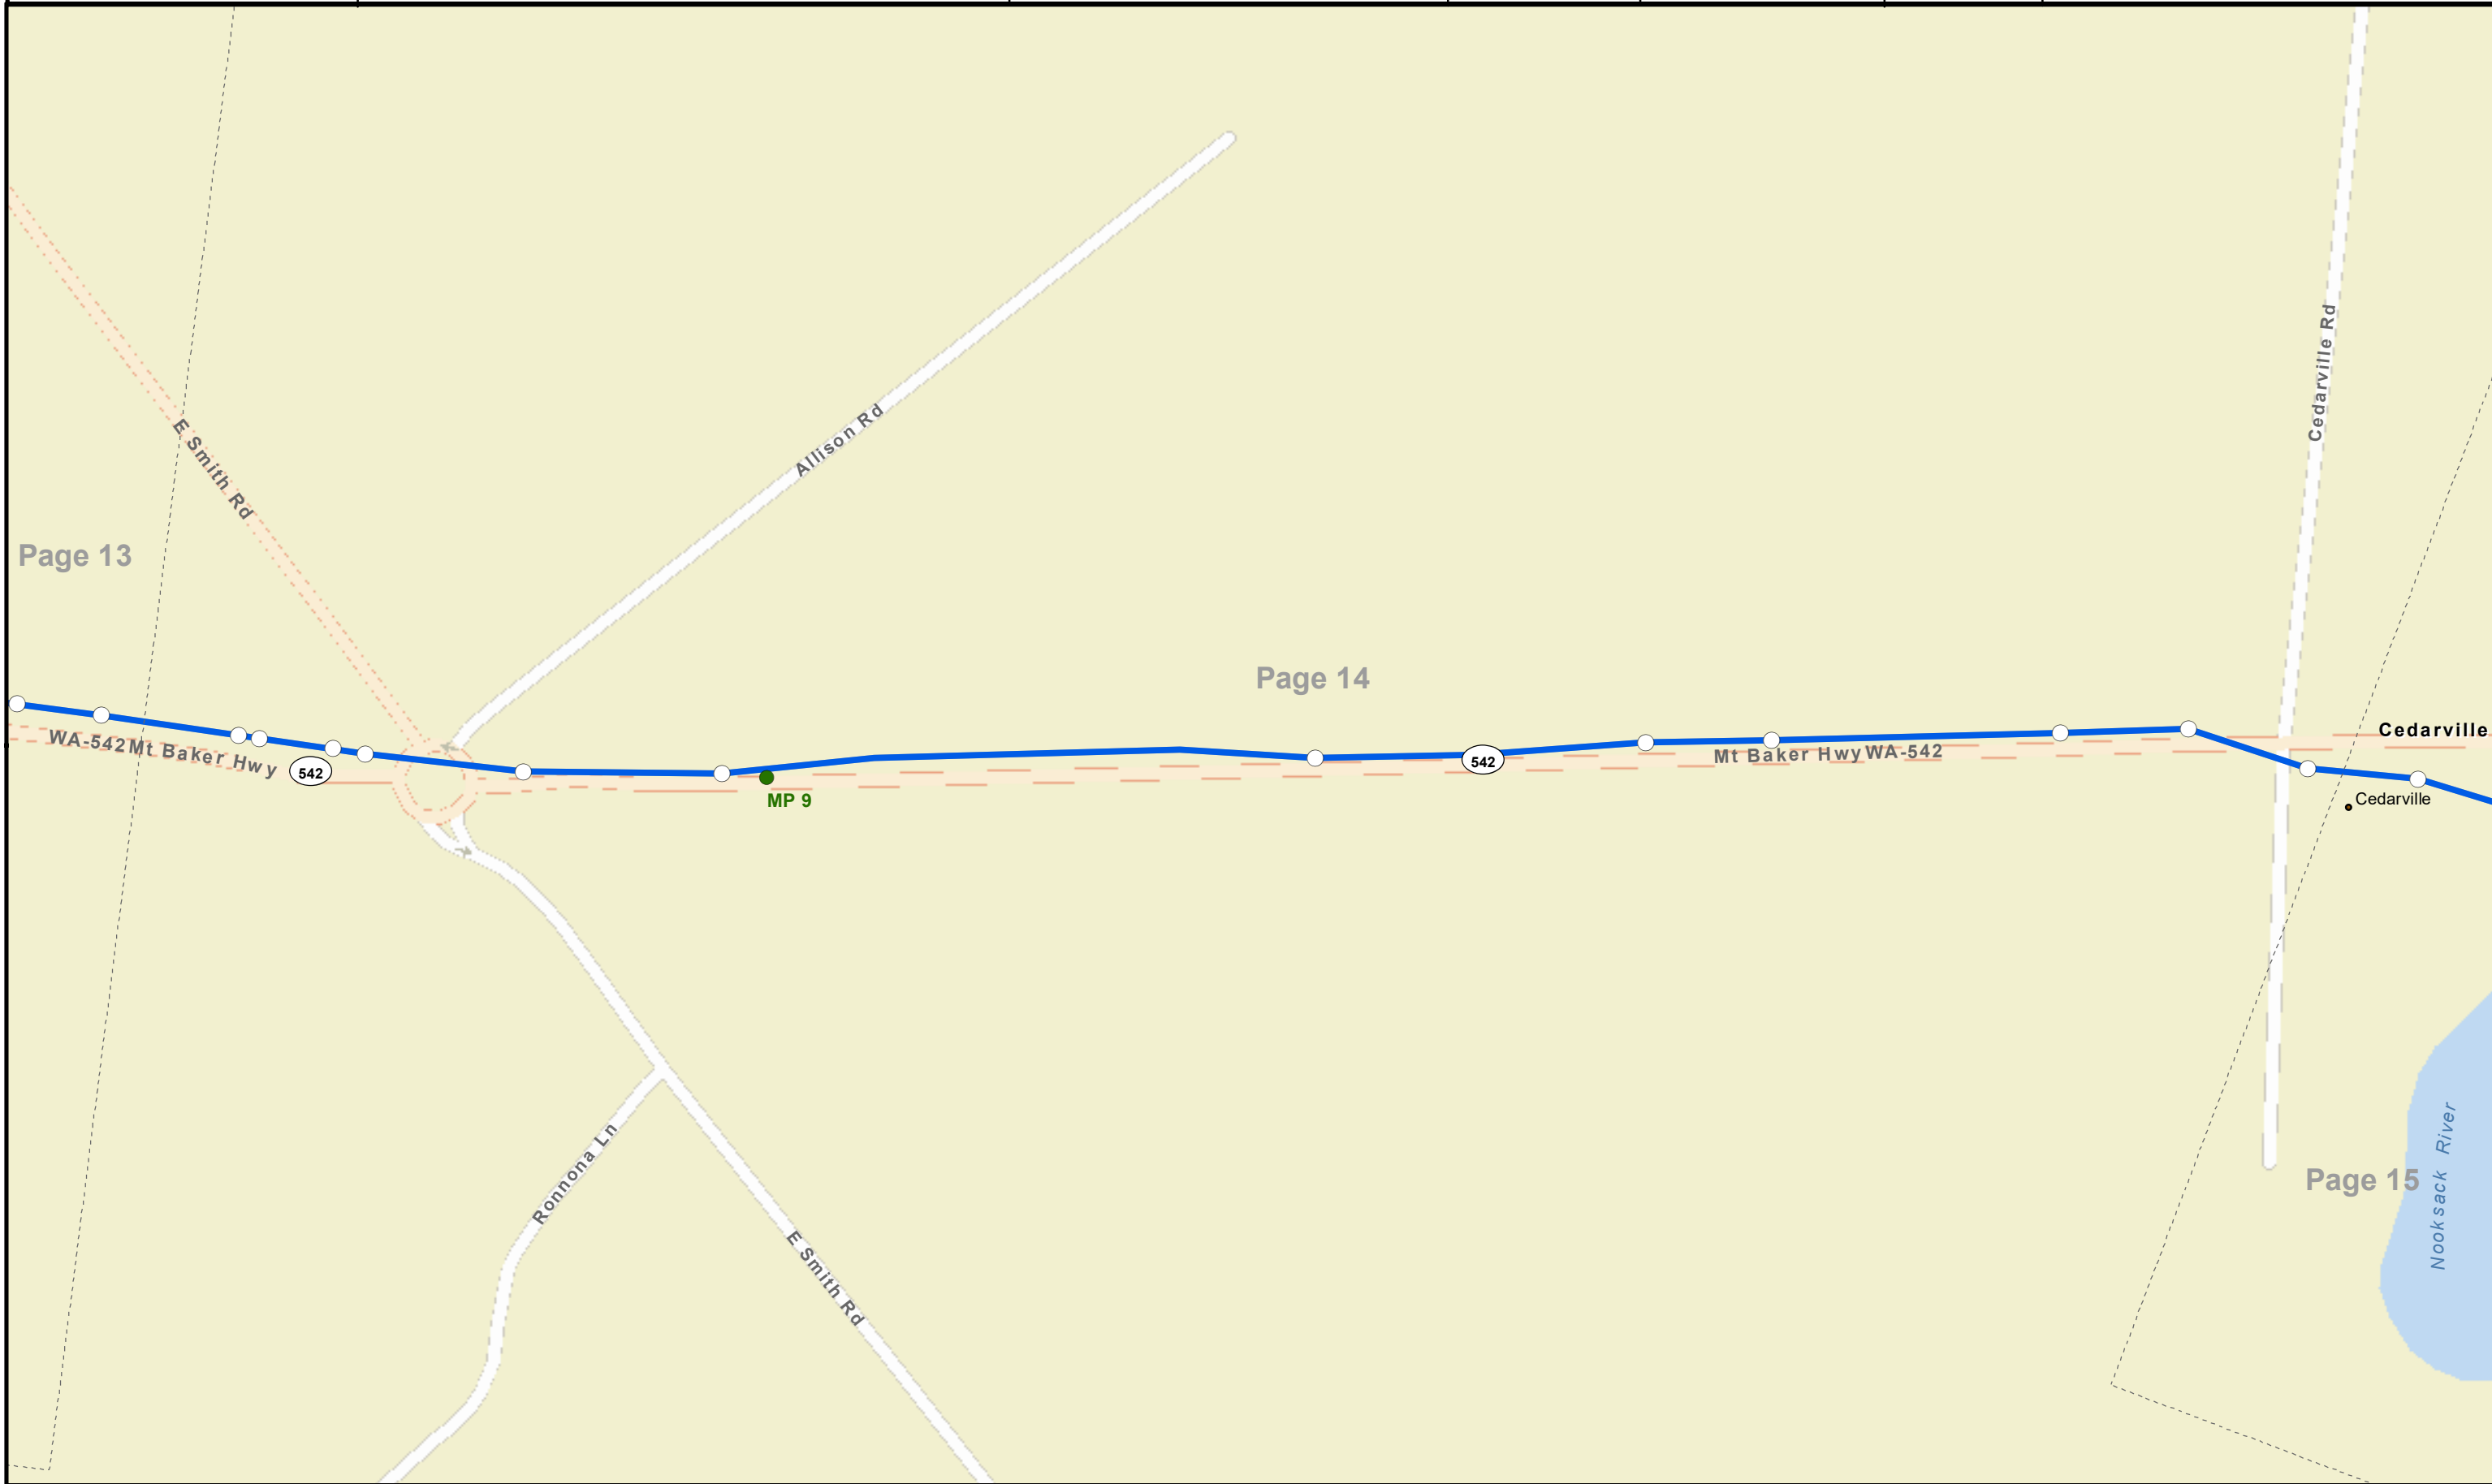 Cedarville Rd
Allison Rd
E Smith Rd
Page 13
Page 14
WA-542 Mt Baker Hwy
542
542
Mt Baker Hwy WA-542
Cedarville
Cedarville
MP 9
Ronnona Ln
E Smith Rd
Page 15
Nooksack River